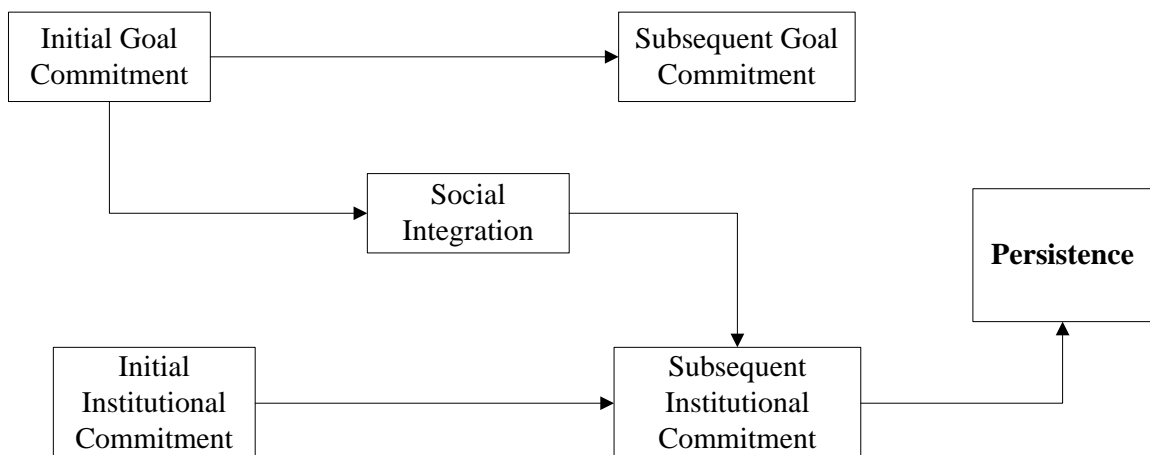 Initial Goal
Commitment
Subsequent Goal
Commitment
Social
Integration
Persistence
Initial
Institutional
Commitment
Subsequent
Institutional
Commitment